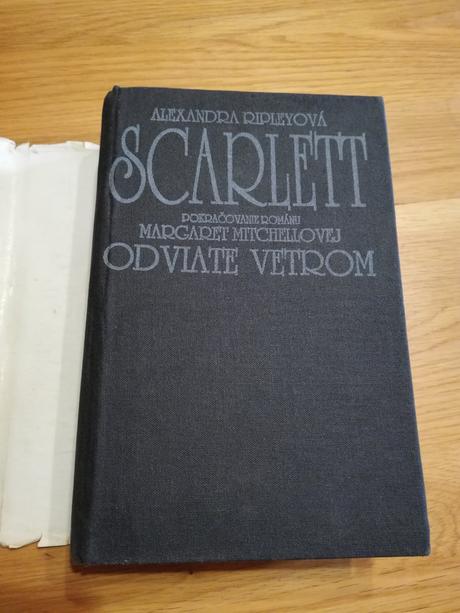 ALEXANDRA RIPLEYOVÁ
SCARLETT
POKRAČOVANIE ROMÁNU
MARGARET MITCHELLOVEJ
ODVIATE VETROM